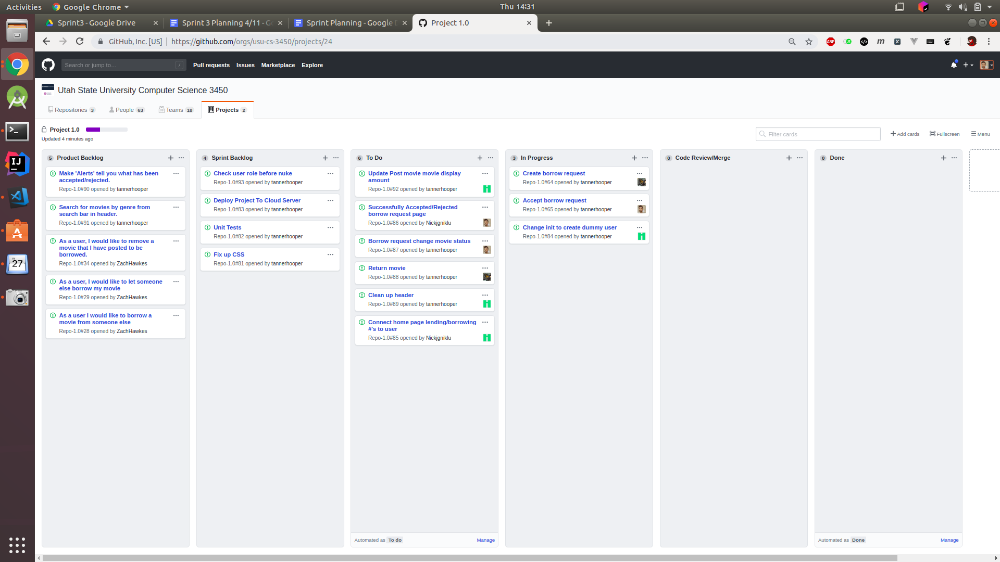 Activities
Google Chrome
Thu 14:31
Sprint3 - Google Drive
Sprint 3 Planning 4/11 - G
Sprint Planning - Google
Project 1.0
GitHub, Inc. [US]
https://github.com/orgs/usu-cs-3450/projects/24
ABP
Search or jump to…
/
Pull requests
Issues
Marketplace
Explore
Utah State University Computer Science 3450
Repositories 3
People 63
Teams 18
Projects 2
Project 1.0
Updated 4 minutes ago
Filter cards
Add cards
Fullscreen
Menu
5 Product Backlog
Make 'Alerts' tell you what has been
accepted/rejected.
Repo-1.0#90 opened by tannerhooper
Search for movies by genre from
search bar in header.
Repo-1.0#91 opened by tannerhooper
As a user, I would like to remove a
movie that I have posted to be
borrowed.
Repo-1.0#34 opened by ZachHawkes
As a user, I would like to let someone
else borrow my movie
Repo-1.0#29 opened by ZachHawkes
As a user I would like to borrow a
movie from someone else
Repo-1.0#28 opened by ZachHawkes
4 Sprint Backlog
Check user role before nuke
Repo-1.0#93 opened by tannerhooper
Deploy Project To Cloud Server
Repo-1.0#83 opened by tannerhooper
Unit Tests
Repo-1.0#82 opened by tannerhooper
Fix up CSS
Repo-1.0#81 opened by tannerhooper
6 To Do
Update Post movie movie display
amount
Repo-1.0#92 opened by tannerhooper
Successfully Accepted/Rejected
borrow request page
Repo-1.0#86 opened by Nickjgniklu
Borrow request change movie status
Repo-1.0#87 opened by tannerhooper
Return movie
Repo-1.0#88 opened by tannerhooper
Clean up header
Repo-1.0#89 opened by tannerhooper
Connect home page lending/borrowing
#'s to user
Repo-1.0#85 opened by Nickjgniklu
Automated as To do
Manage
3 In Progress
Create borrow request
Repo-1.0#64 opened by tannerhooper
Accept borrow request
Repo-1.0#65 opened by tannerhooper
Change init to create dummy user
Repo-1.0#84 opened by tannerhooper
0 Code Review/Merge
0 Done
Automated as Done
Manage
IJ
27